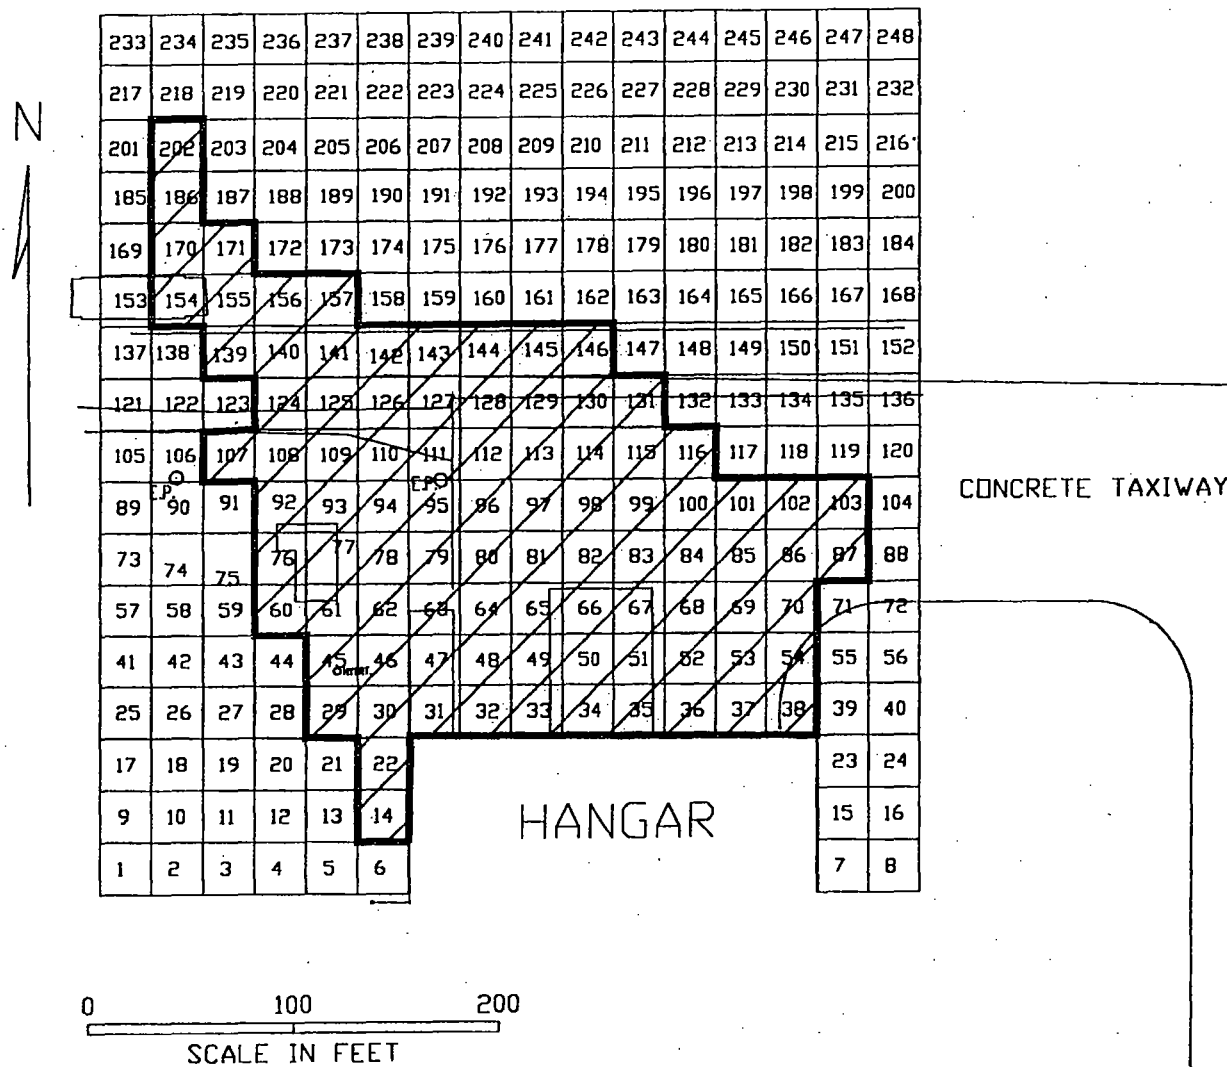 233 234 235 236 237 238 239 240 241 242 243 244 245 246 247 248
217 218 219 220 221 222 223 224 225 226 227 228 229 230 231 232
N
201 202 203 204 205 206 207 208 209 210 211 212 213 214 215 216
185 186 187 188 189 190 191 192 193 194 195 196 197 198 199 200
169 170 171 172 173 174 175 176 177 178 179 180 181 182 183 184
153 154 155 156 157 158 159 160 161 162 163 164 165 166 167 168
137 138 139 140 141 142 143 144 145 146 147 148 149 150 151 152
121 122 123 124 125 126 127 128 129 130 131 132 133 134 135 136
105 106 107 108 109 110 111 112 113 114 115 116 117 118 119 120
E.P. E.P.
CONCRETE TAXIWAY
89 90 91 92 93 94 95 96 97 98 99 100 101 102 103 104
73 74 75 76 77 78 79 80 81 82 83 84 85 86 87 88
57 58 59 60 61 62 63 64 65 66 67 68 69 70 71 72
41 42 43 44 45 46 47 48 49 50 51 52 53 54 55 56
25 26 27 28 29 30 31 32 33 34 35 36 37 38 39 40
17 18 19 20 21 22 23 24
9 10 11 12 13 14 15 16
HANGAR
1 2 3 4 5 6 7 8
0 100 200
SCALE IN FEET